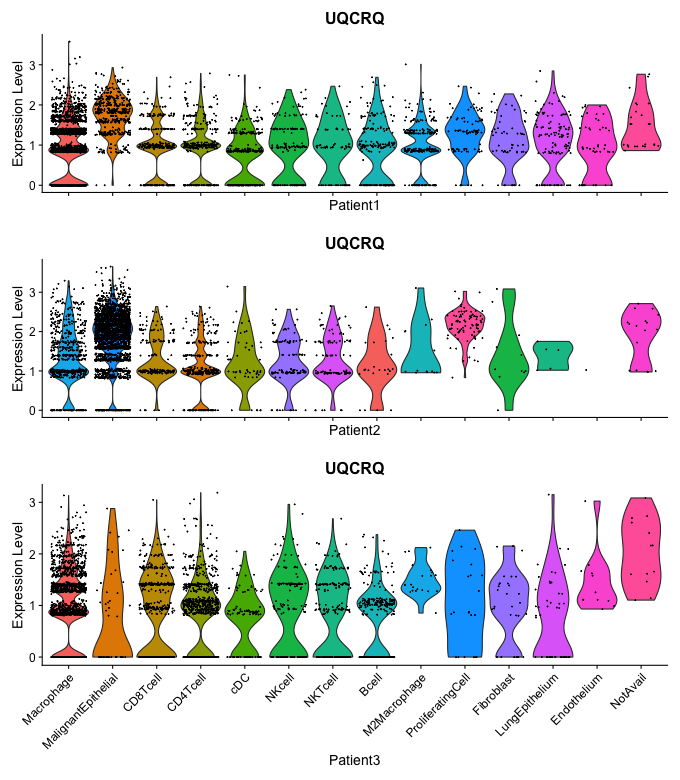 UQCRQ
Expression Level
3
2
1
0
Patient1
UQCRQ
Expression Level
3
2
1
0
Patient2
UQCRQ
Expression Level
3
2
1
0
Macrophage
MalignantEpithelial
CD8Tcell
CD4Tcell
cDC
NKcell
NKTcell
Bcell
M2Macrophage
ProliferatingCell
Fibroblast
LungEpithelium
Endothelium
NotAvail
Patient3